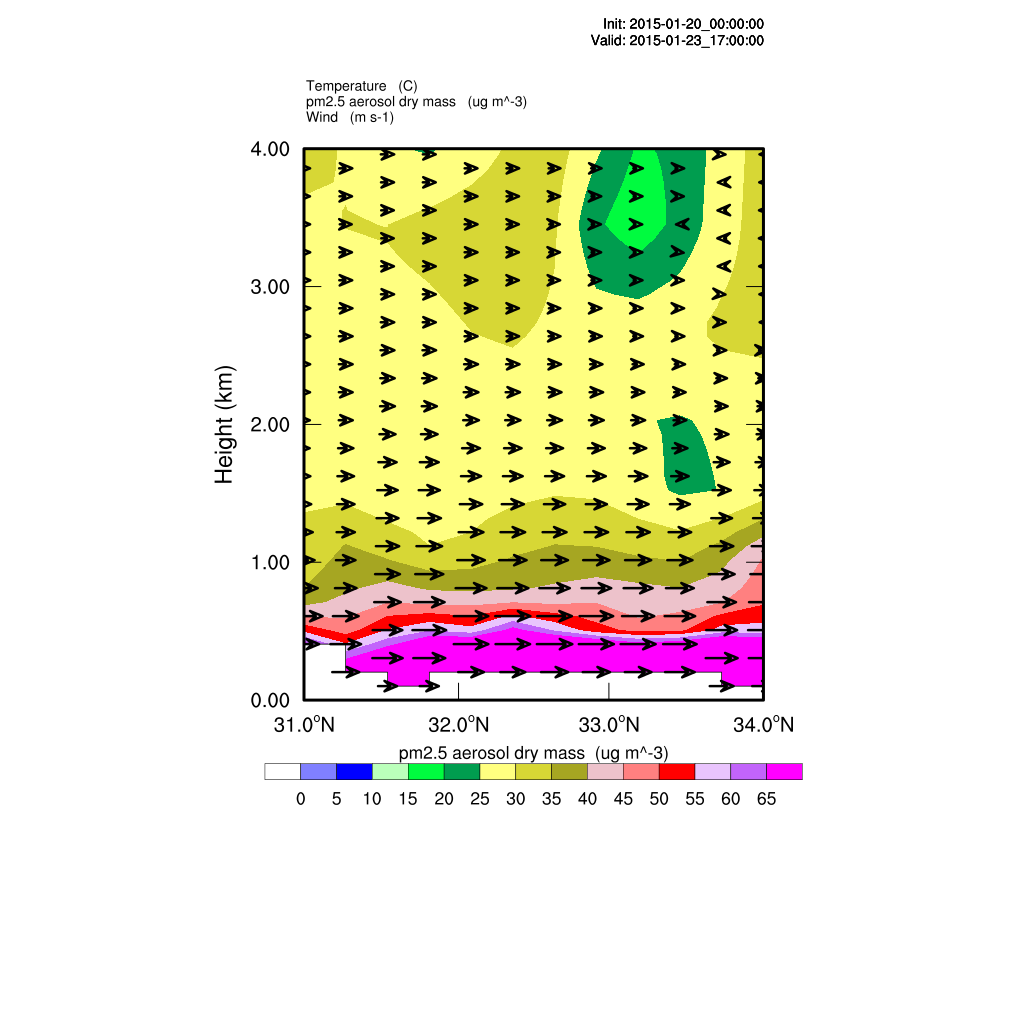 Init: 2015-01-20_00:00:00
Valid: 2015-01-23_17:00:00
Temperature (C)
pm2.5 aerosol dry mass (ug m^-3)
Wind (m s-1)
4.00
3.00
2.00
1.00
0.00
Height (km)
31.0°N 32.0°N 33.0°N 34.0°N
pm2.5 aerosol dry mass (ug m^-3)
0 5 10 15 20 25 30 35 40 45 50 55 60 65